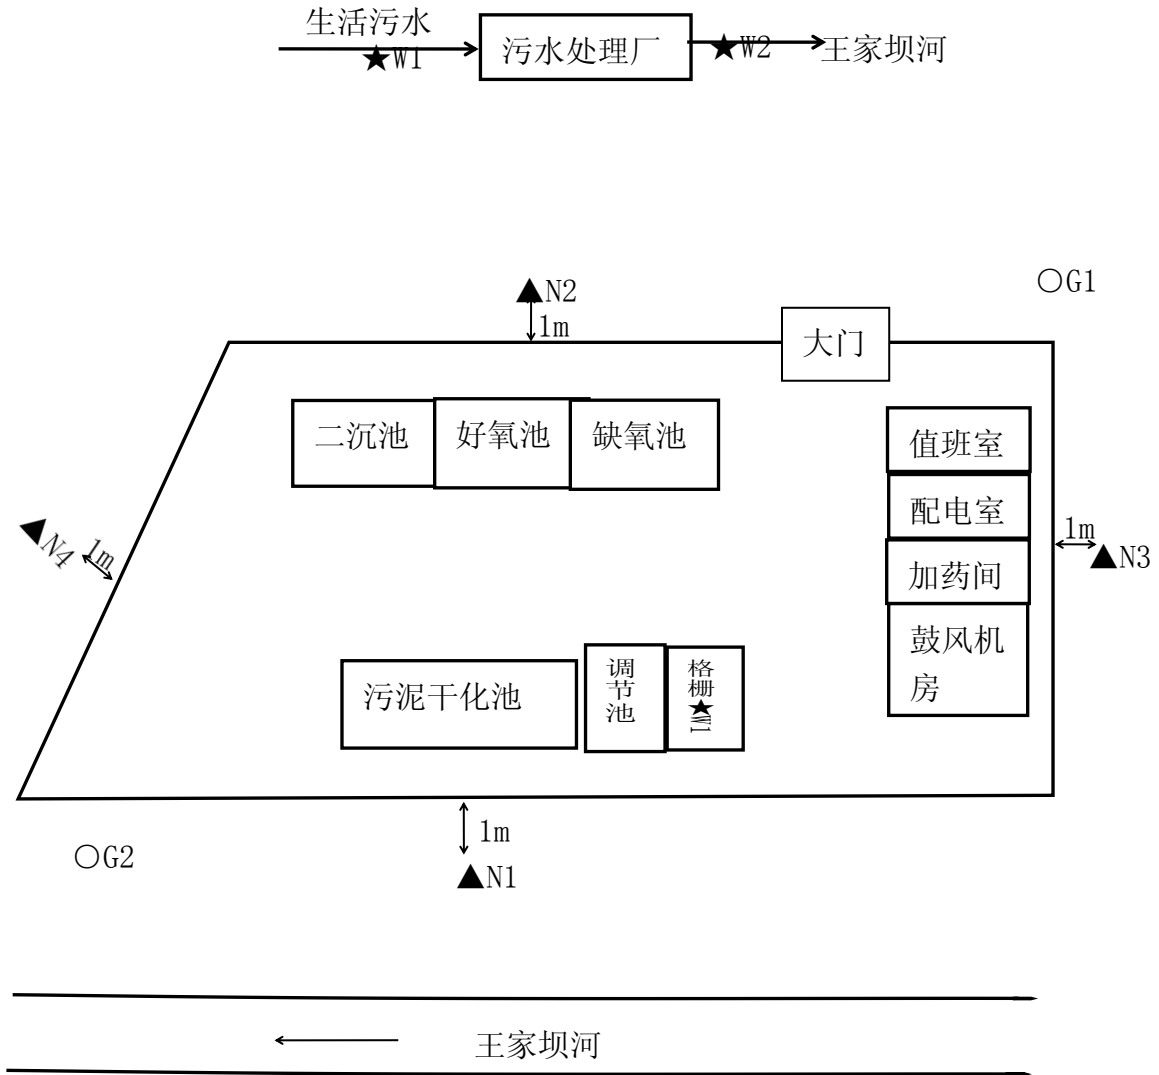 生活污水
★W1
污水处理厂
★W2
王家坝河
○G1
▲N2
1m
大门
二沉池
好氧池
缺氧池
值班室
配电室
加药间
鼓风机
房
▲N4
1m
1m
▲N3
污泥干化池
调节池
格栅★W1
1m
○G2
▲N1
王家坝河